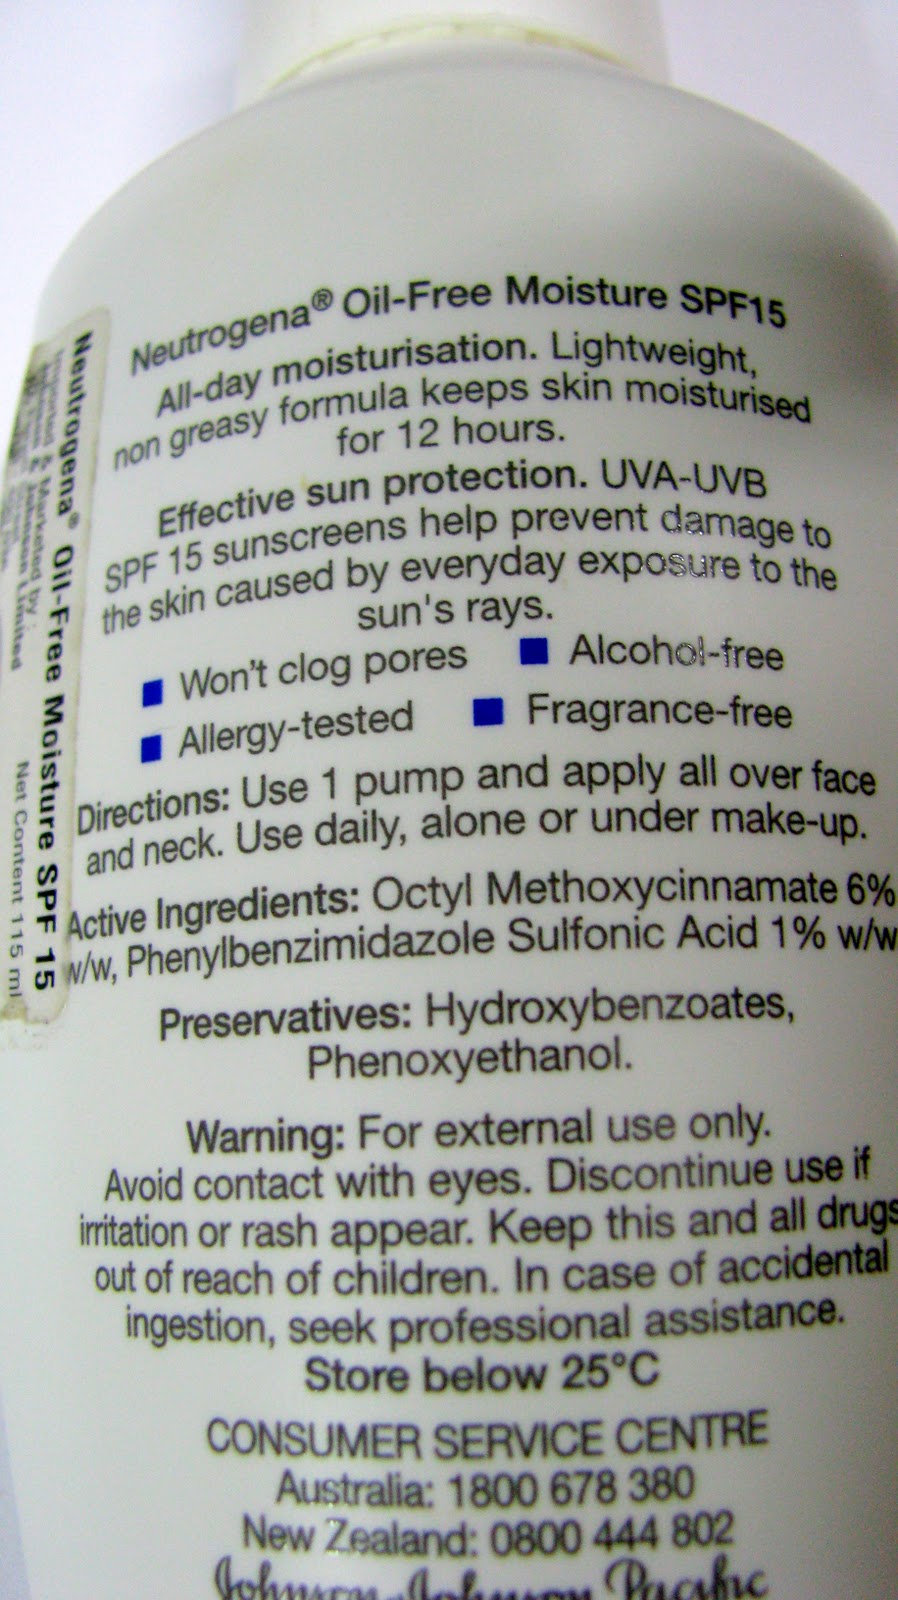 Neutrogena® Oil-Free Moisture SPF15
All-day moisturisation. Lightweight,
non greasy formula keeps skin moisturised
for 12 hours.
Effective sun protection. UVA-UVB
SPF 15 sunscreens help prevent damage to
the skin caused by everyday exposure to the
sun's rays.
■ Won't clog pores ■ Alcohol-free
■ Allergy-tested ■ Fragrance-free
Directions: Use 1 pump and apply all over face
and neck. Use daily, alone or under make-up.
Active Ingredients: Octyl Methoxycinnamate 6%
w/w, Phenylbenzimidazole Sulfonic Acid 1% w/w
Preservatives: Hydroxybenzoates,
Phenoxyethanol.
Warning: For external use only.
Avoid contact with eyes. Discontinue use if
irritation or rash appear. Keep this and all drugs
out of reach of children. In case of accidental
ingestion, seek professional assistance.
Store below 25°C
CONSUMER SERVICE CENTRE
Australia: 1800 678 380
New Zealand: 0800 444 802
Johnson & Johnson Pacific
Neutrogena® Oil-Free Moisture SPF 15
Net Content 115 ml
& Marketed by:
& Johnson Limited